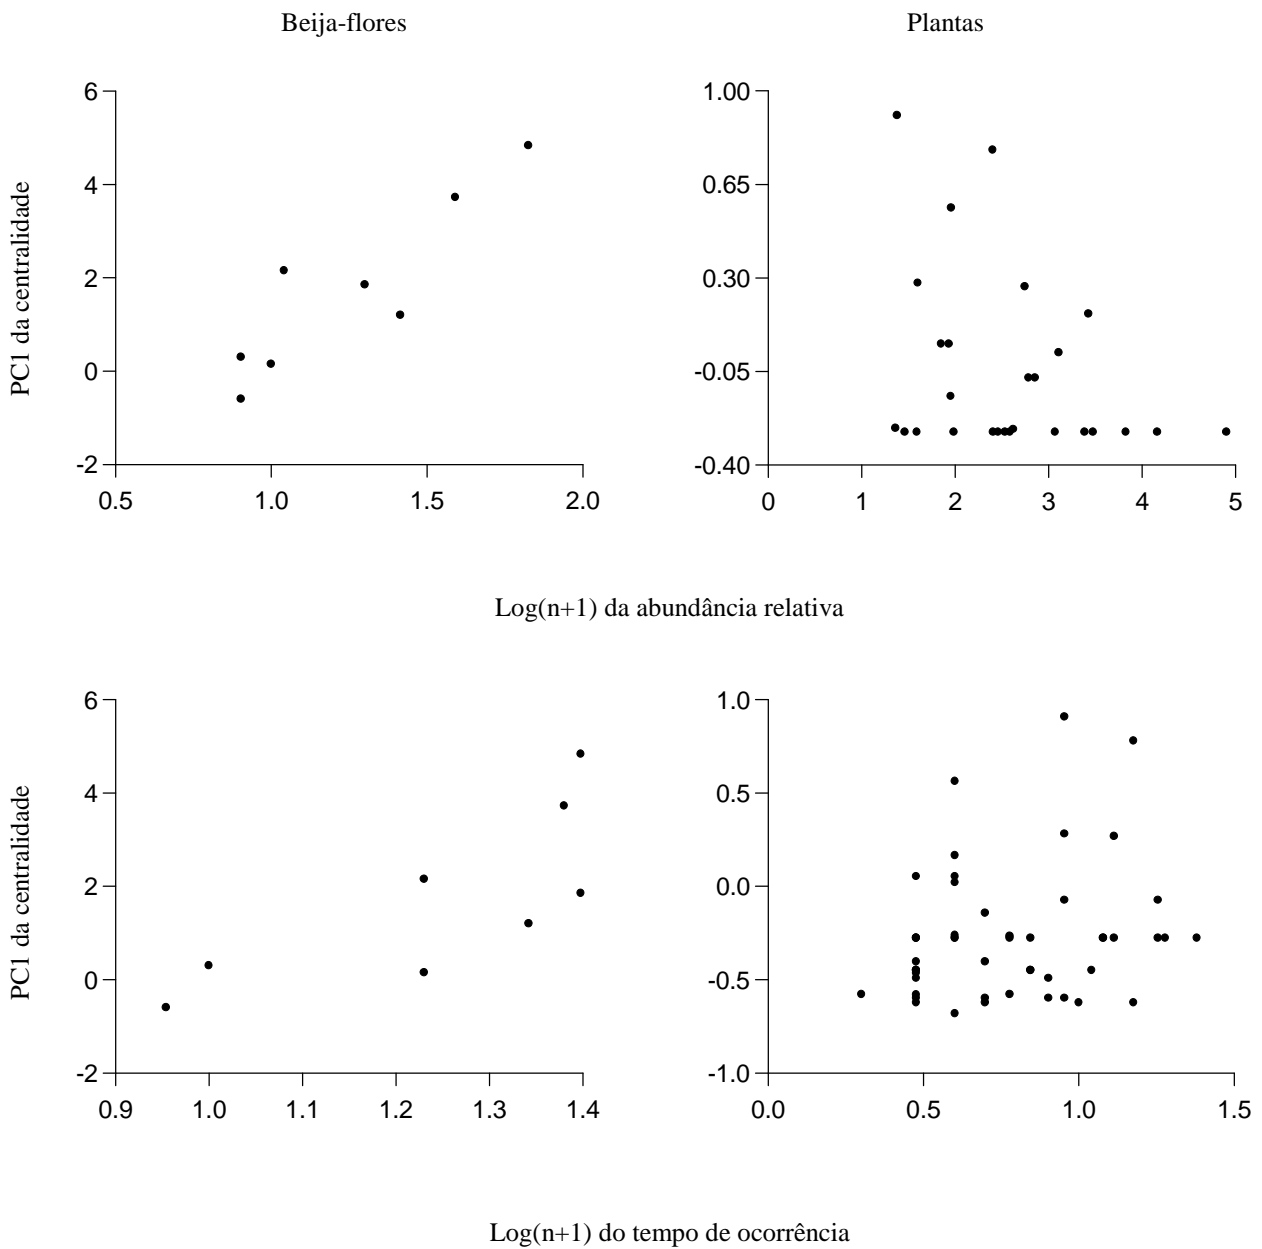 Beija-flores
Plantas
PC1 da centralidade
6
4
2
0
-2
0.5 1.0 1.5 2.0
1.00
0.65
0.30
-0.05
-0.40
0 1 2 3 4 5
Log(n+1) da abundância relativa
PC1 da centralidade
6
4
2
0
-2
0.9 1.0 1.1 1.2 1.3 1.4
1.0
0.5
0.0
-0.5
-1.0
0.0 0.5 1.0 1.5
Log(n+1) do tempo de ocorrência